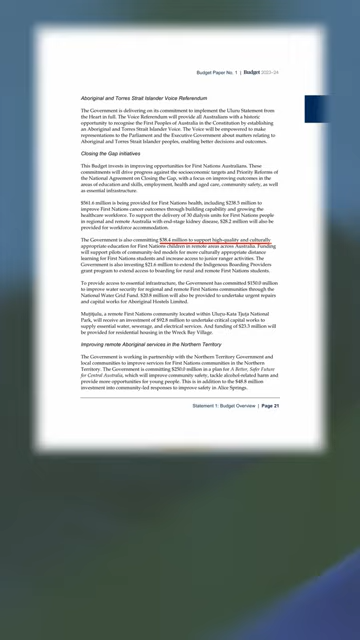 Budget Paper No. 1 | Budget 2023–24
Aboriginal and Torres Strait Islander Voice Referendum
The Government is delivering on its commitment to implement the Uluru Statement from
the Heart in full. The Voice Referendum will provide all Australians with a historic
opportunity to recognise the First Peoples of Australia in the Constitution by establishing
an Aboriginal and Torres Strait Islander Voice. The Voice will be empowered to make
representations to the Parliament and the Executive Government about matters relating to
Aboriginal and Torres Strait Islander peoples, enabling better decisions and outcomes.
Closing the Gap initiatives
This Budget invests in improving opportunities for First Nations Australians. These
commitments will drive progress against the socioeconomic targets and Priority Reforms of
the National Agreement on Closing the Gap, with a focus on improving outcomes in the
areas of education and skills, employment, health and aged care, community safety, as well
as essential infrastructure.
$561.6 million is being provided for First Nations health, including $238.5 million to
improve First Nations cancer outcomes through building capability and growing the
healthcare workforce. To support the delivery of 30 dialysis units for First Nations people
in regional and remote Australia with end-stage kidney disease, $28.2 million will also be
provided for workforce accommodation.
The Government is also committing $38.4 million to support high-quality and culturally
appropriate education for First Nations children in remote areas across Australia. Funding
will support pilots of community-led models for more culturally appropriate distance
learning for First Nations students and increase access to junior ranger activities. The
Government is also investing $21.6 million to extend the Indigenous Boarding Providers
grant program to extend access to boarding for rural and remote First Nations students.
To provide access to essential infrastructure, the Government has committed $150.0 million
to improve water security for regional and remote First Nations communities through the
National Water Grid Fund. $20.8 million will also be provided to undertake urgent repairs
and capital works for Aboriginal Hostels Limited.
Muṯitjulu, a remote First Nations community located within Uluṟu-Kata Tjuṯa National
Park, will receive an investment of $92.8 million to undertake critical capital works to
supply essential water, sewerage, and electrical services. And funding of $23.3 million will
be provided for residential housing in the Wreck Bay Village.
Improving remote Aboriginal services in the Northern Territory
The Government is working in partnership with the Northern Territory Government and
local communities to improve services for First Nations communities in the Northern
Territory. The Government is committing $250.0 million in a plan for A Better, Safer Future
for Central Australia, which will improve community safety, tackle alcohol-related harm and
provide more opportunities for young people. This is in addition to the $48.8 million
investment into community-led responses to improve safety in Alice Springs.
Statement 1: Budget Overview | Page 21